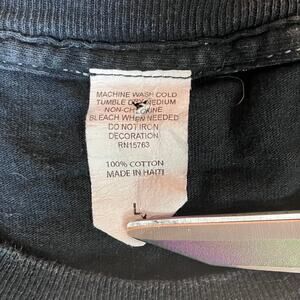 MACHINE WASH COLD
TUMBLE DRY MEDIUM
NON-CHLORINE
BLEACH WHEN NEEDED
DO NOT IRON
DECORATION
RN15763
100% COTTON
MADE IN HAITI
L